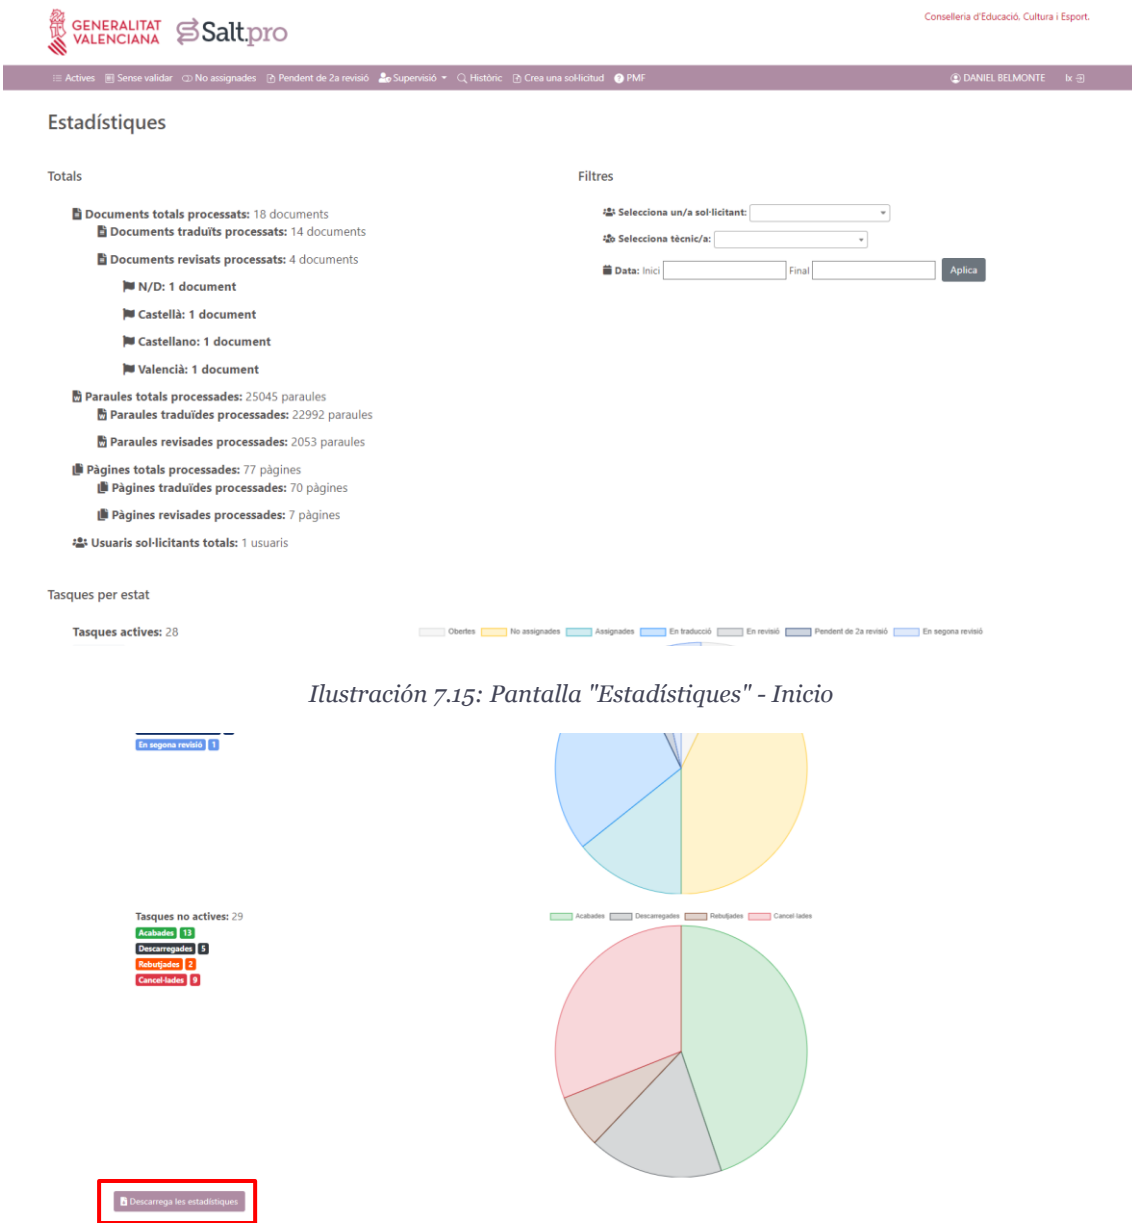 GENERALITAT
VALENCIANA
Salt.pro
Conselleria d'Educació. Cultura i Esport.
Actives Sense validar No assignades Pendent de 2a revisió Supervisió Històric Crea una sol·licitud PMF DANIEL BELMONTE Ix
Estadístiques
Totals
Filtres
Documents totals processats: 18 documents
Documents traduïts processats: 14 documents
Documents revisats processats: 4 documents
N/D: 1 document
Castellà: 1 document
Castellano: 1 document
Valencià: 1 document
Paraules totals processades: 25045 paraules
Paraules traduïdes processades: 22992 paraules
Paraules revisades processades: 2053 paraules
Pàgines totals processades: 77 pàgines
Pàgines traduïdes processades: 70 pàgines
Pàgines revisades processades: 7 pàgines
Usuaris sol·licitants totals: 1 usuaris
Selecciona un/a sol·licitant:
Selecciona tècnic/a:
Data: Inici Final Aplica
Tasques per estat
Tasques actives: 28
Obertes No assignades Assignades En traducció En revisió Pendent de 2a revisió En segona revisió
Ilustración 7.15: Pantalla "Estadístiques" - Inicio
En segona revisió 1
Tasques no actives: 29
Acabades 13
Descarregades 5
Rebutjades 2
Cancel·lades 9
Acabades Descarregades Rebutjades Cancel·lades
Descarrega les estadístiques